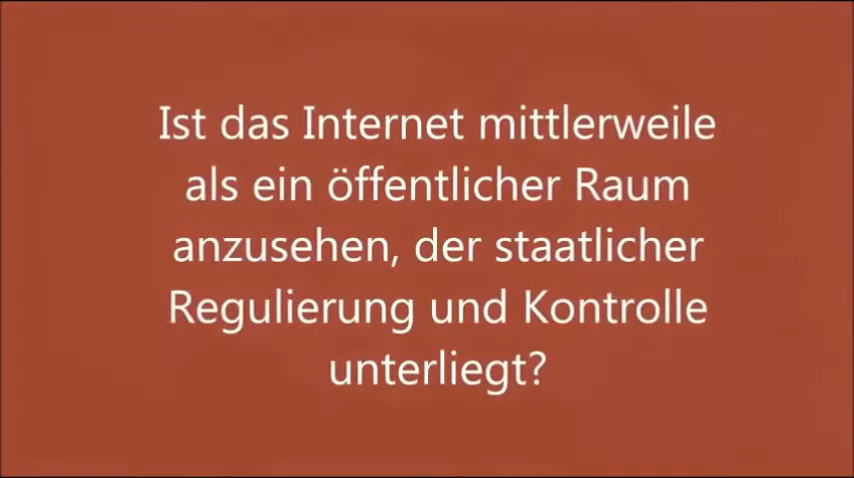 Ist das Internet mittlerweile
als ein öffentlicher Raum
anzusehen, der staatlicher
Regulierung und Kontrolle
unterliegt?